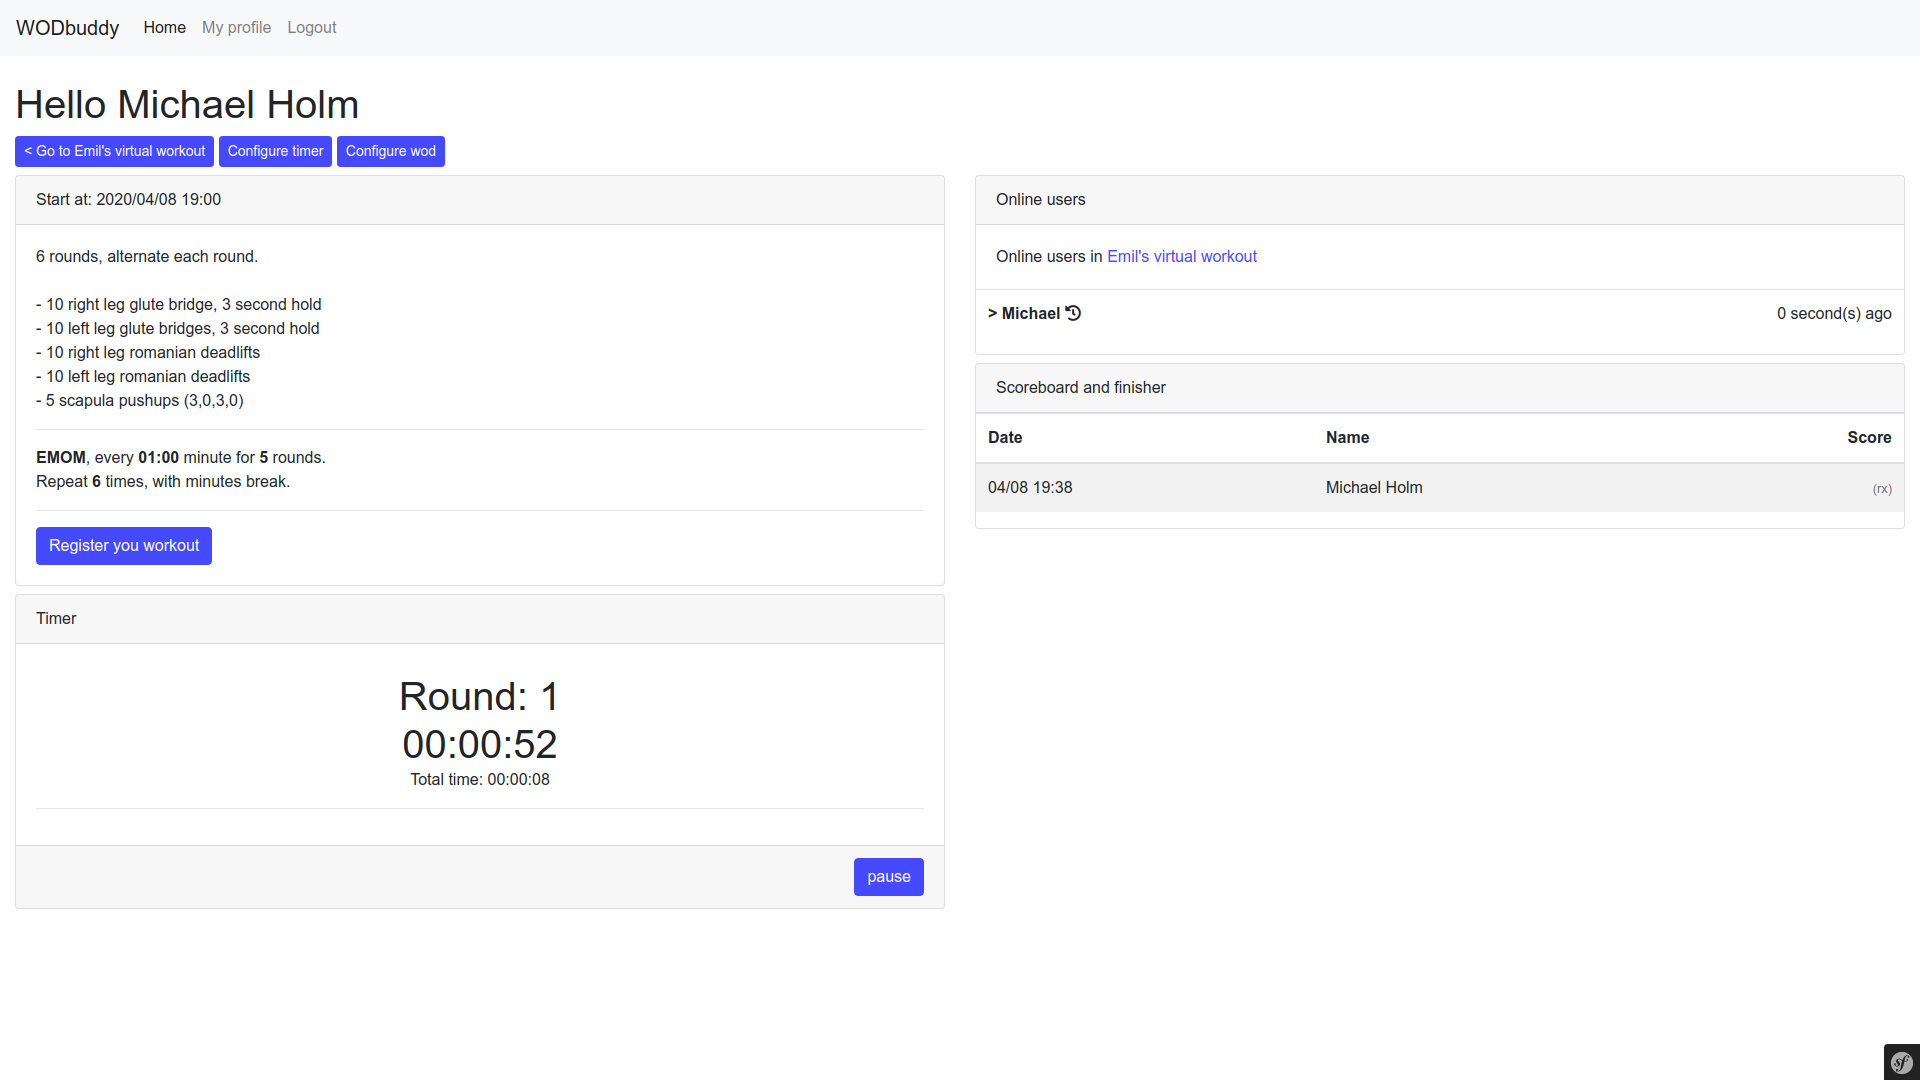 WODbuddy Home My profile Logout
Hello Michael Holm
< Go to Emil's virtual workout Configure timer Configure wod
Start at: 2020/04/08 19:00
6 rounds, alternate each round.
- 10 right leg glute bridge, 3 second hold
- 10 left leg glute bridges, 3 second hold
- 10 right leg romanian deadlifts
- 10 left leg romanian deadlifts
- 5 scapula pushups (3,0,3,0)
EMOM, every 01:00 minute for 5 rounds.
Repeat 6 times, with minutes break.
Register you workout
Timer
Round: 1
00:00:52
Total time: 00:00:08
pause
Online users
Online users in Emil's virtual workout
> Michael 0 second(s) ago
Scoreboard and finisher
Date Name Score
04/08 19:38 Michael Holm (rx)
sf